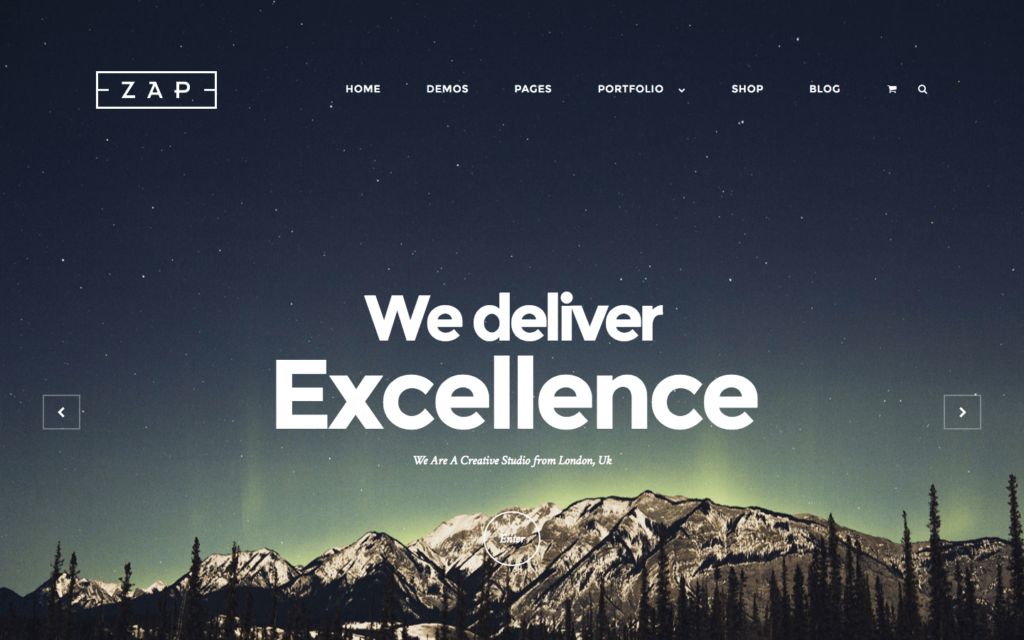 ZAP
HOME DEMOS PAGES PORTFOLIO SHOP BLOG
We deliver
Excellence
We Are A Creative Studio from London, Uk
Enter